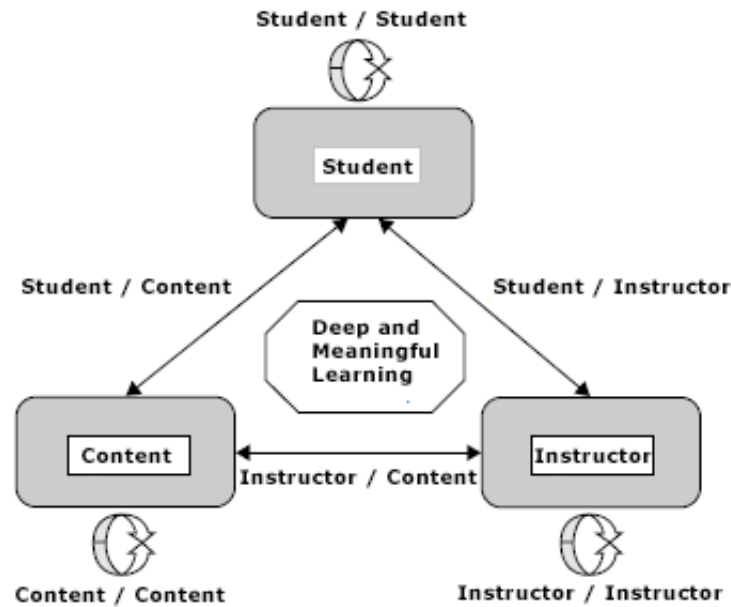 Student / Student
Student
Student / Content
Student / Instructor
Deep and
Meaningful
Learning
Content
Instructor
Instructor / Content
Content / Content
Instructor / Instructor